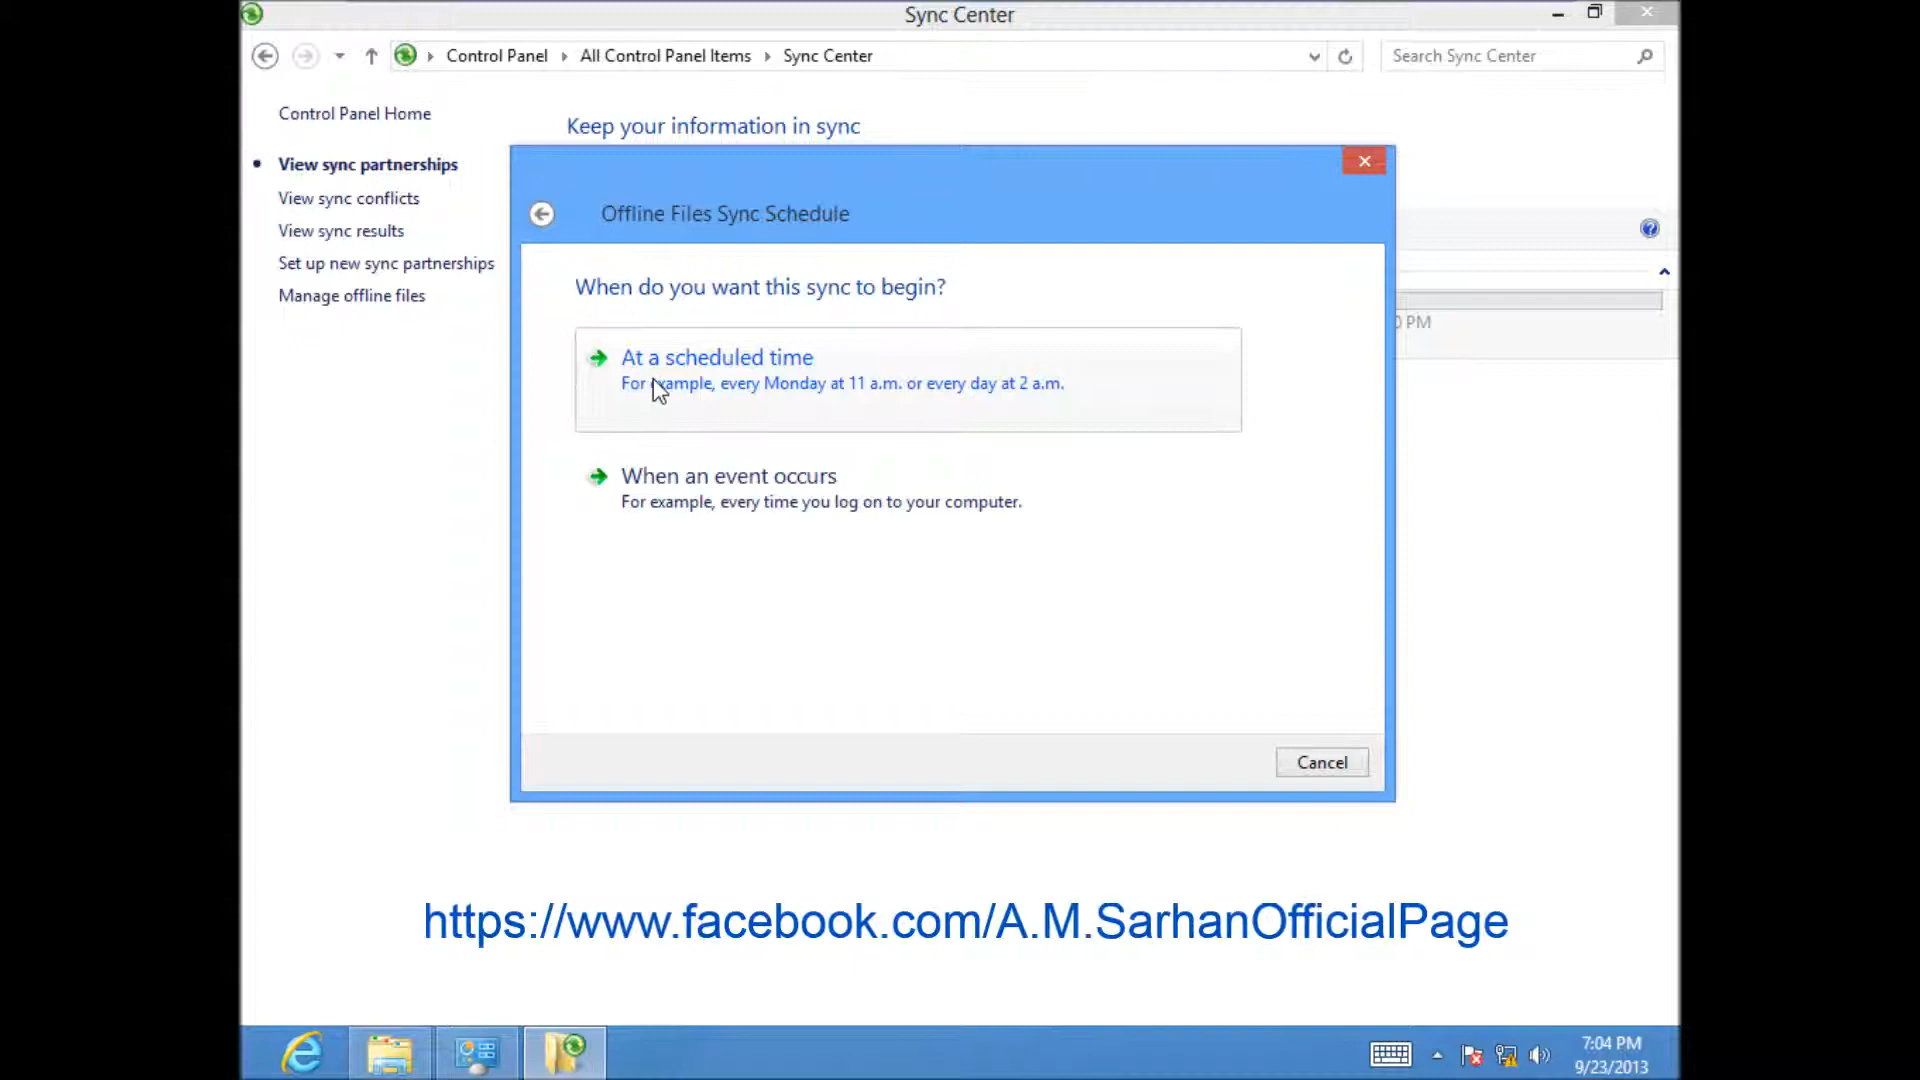 Sync Center
Control Panel All Control Panel Items Sync Center
Search Sync Center
Control Panel Home
View sync partnerships
View sync conflicts
View sync results
Set up new sync partnerships
Manage offline files
Keep your information in sync
Offline Files Sync Schedule
When do you want this sync to begin?
At a scheduled time
For example, every Monday at 11 a.m. or every day at 2 a.m.
When an event occurs
For example, every time you log on to your computer.
PM
Cancel
https://www.facebook.com/A.M.SarhanOfficialPage
7:04 PM
9/23/2013